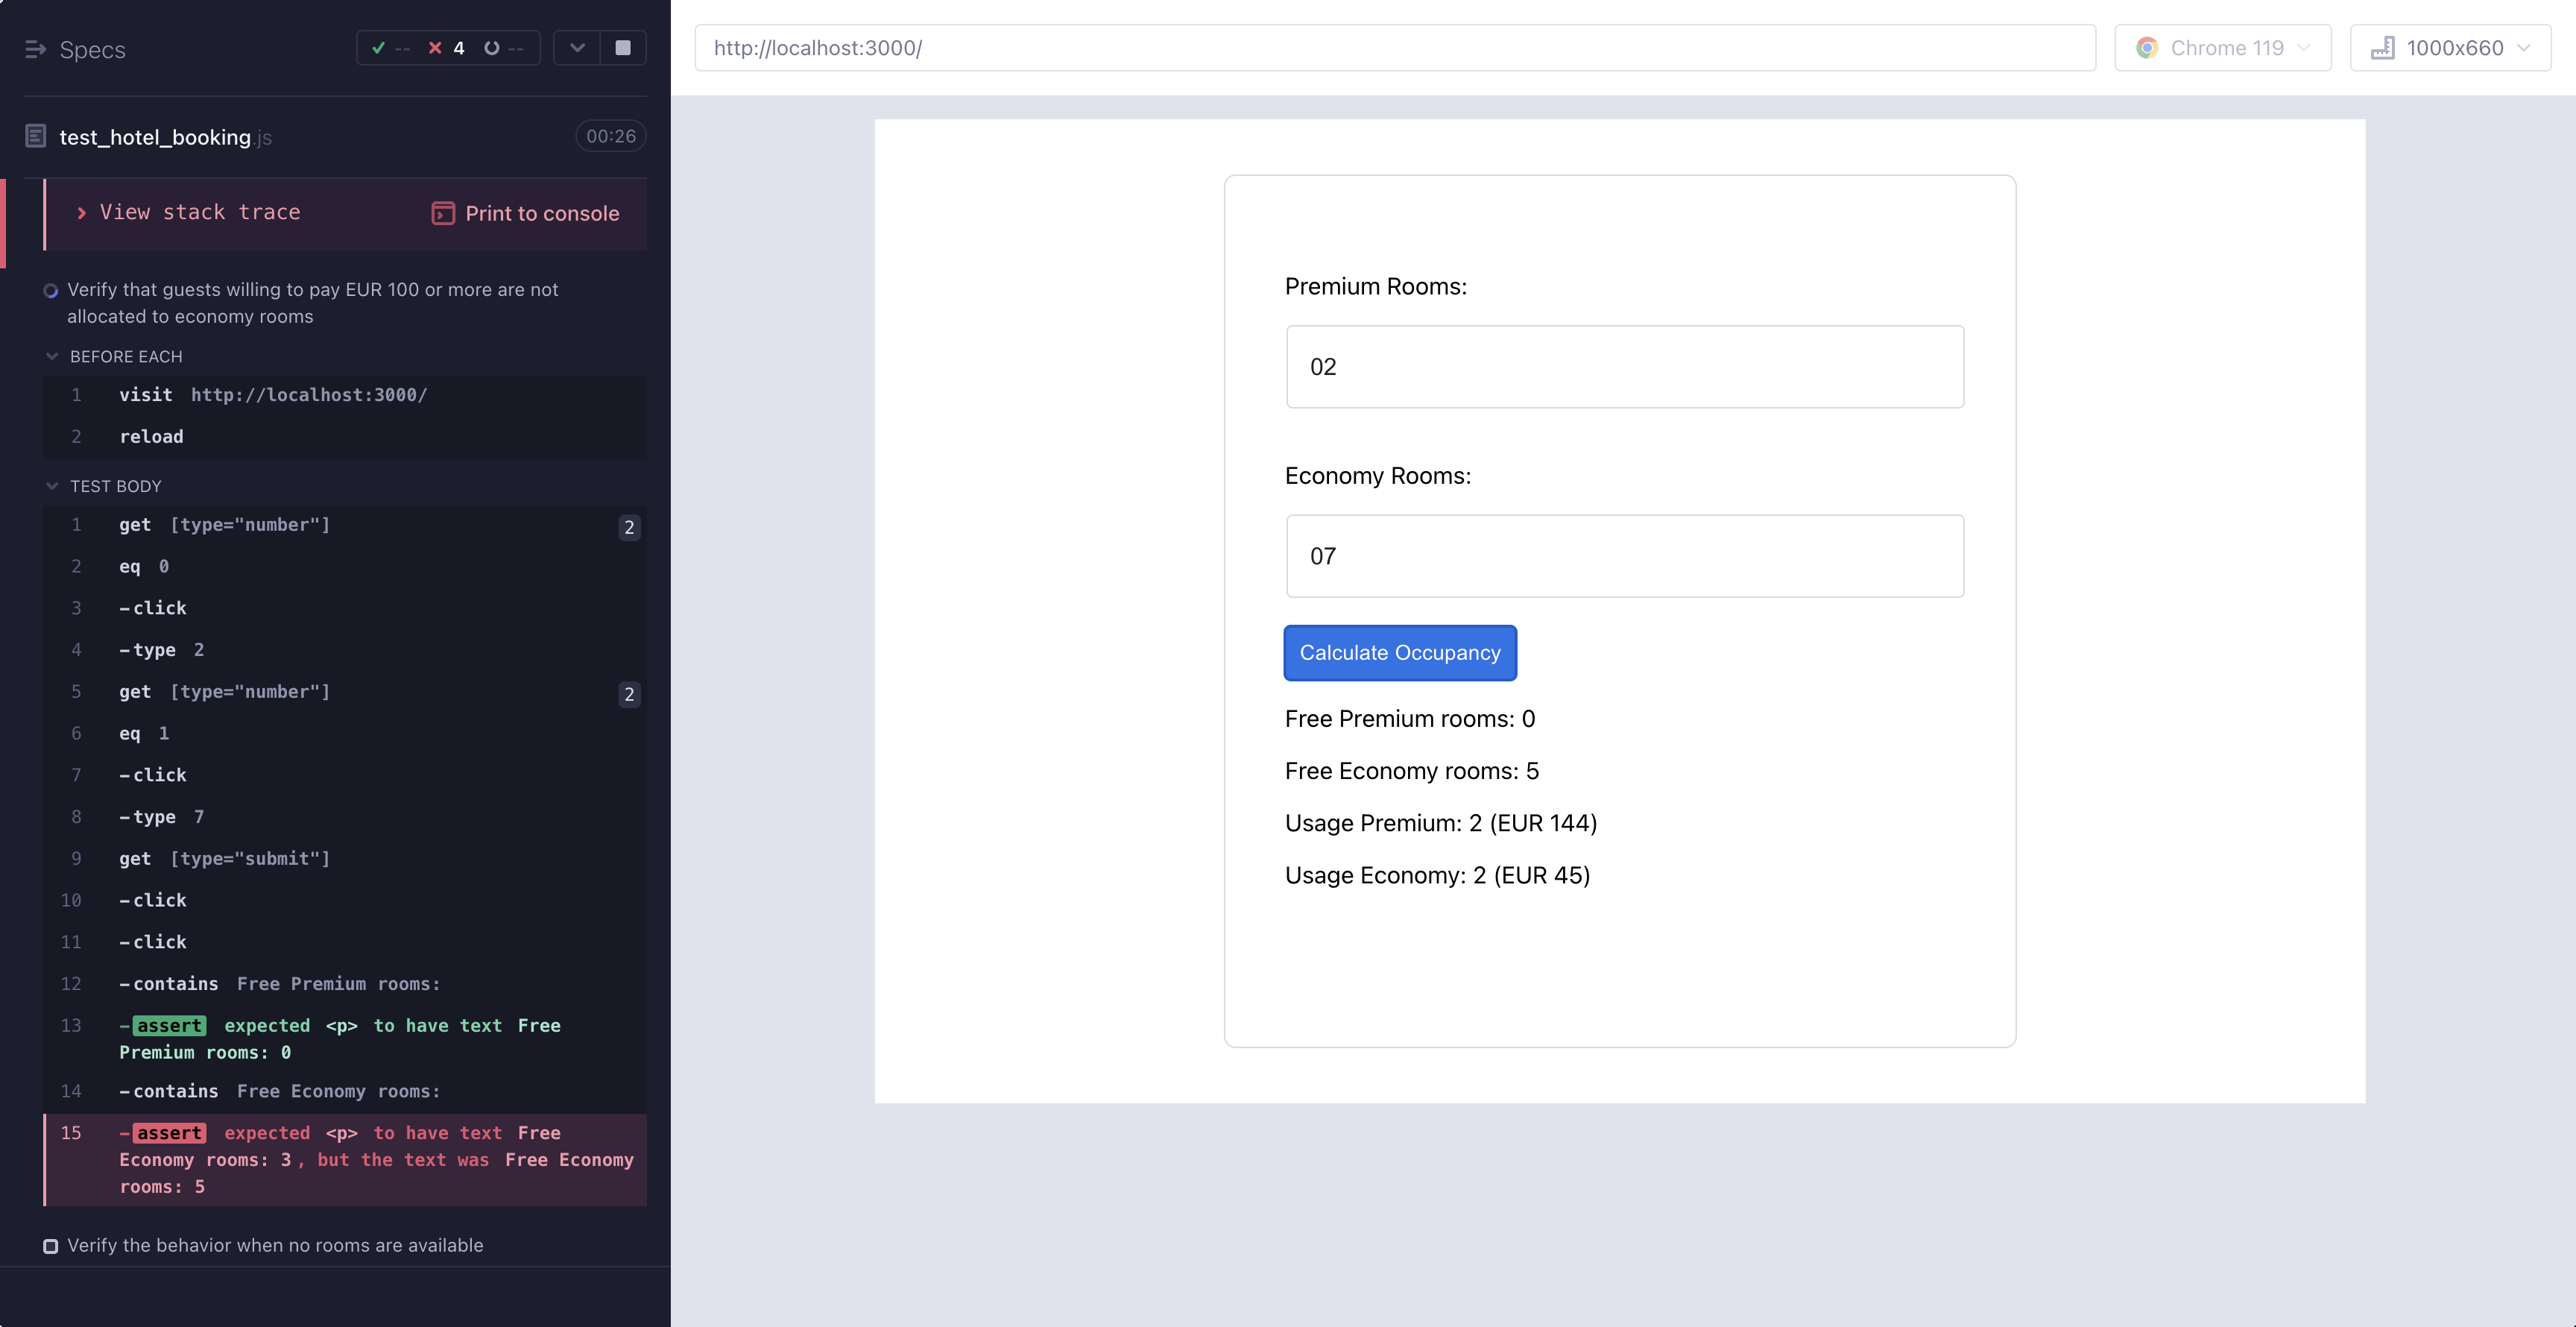 Specs
-- 4 --
test_hotel_booking.js 00:26
View stack trace Print to console
Verify that guests willing to pay EUR 100 or more are not
allocated to economy rooms
BEFORE EACH
1 visit http://localhost:3000/
2 reload
TEST BODY
1 get [type="number"] 2
2 eq 0
3 -click
4 -type 2
5 get [type="number"] 2
6 eq 1
7 -click
8 -type 7
9 get [type="submit"]
10 -click
11 -click
12 -contains Free Premium rooms:
13 -assert expected <p> to have text Free
Premium rooms: 0
14 -contains Free Economy rooms:
15 -assert expected <p> to have text Free
Economy rooms: 3, but the text was Free Economy
rooms: 5
Verify the behavior when no rooms are available
http://localhost:3000/
Chrome 119
1000x660
Premium Rooms:
02
Economy Rooms:
07
Calculate Occupancy
Free Premium rooms: 0
Free Economy rooms: 5
Usage Premium: 2 (EUR 144)
Usage Economy: 2 (EUR 45)